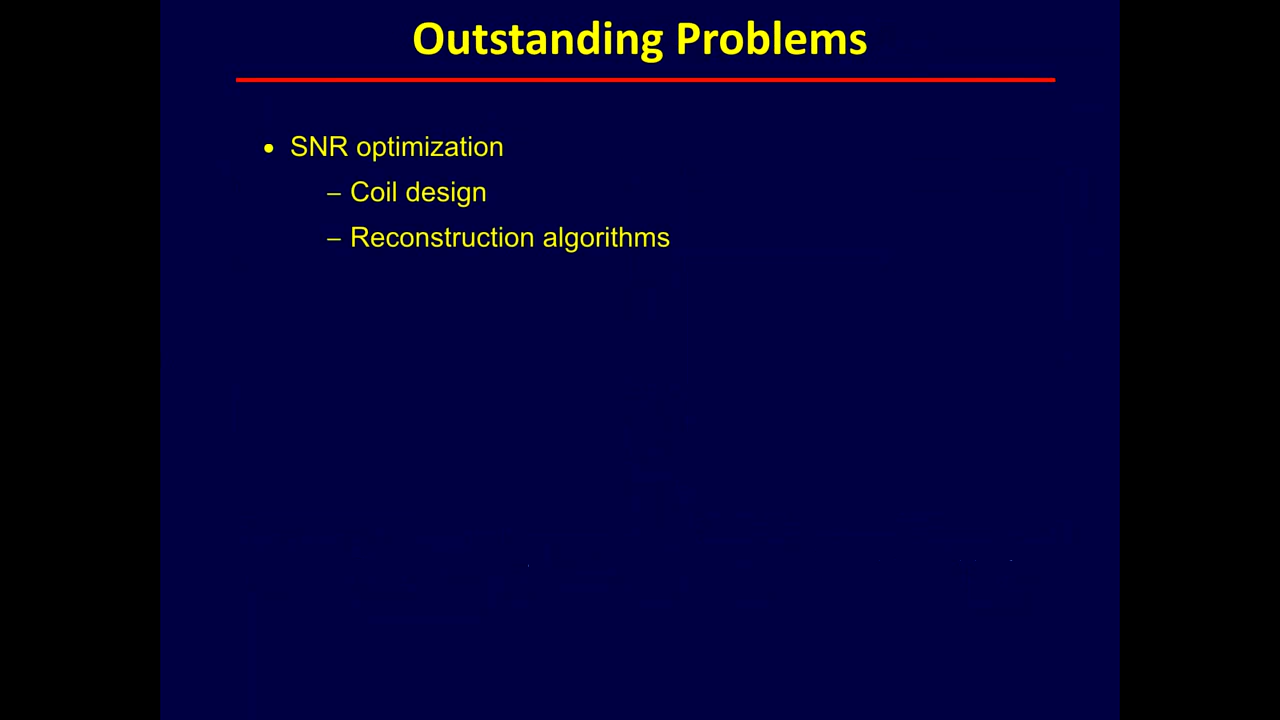 Outstanding Problems
• SNR optimization
– Coil design
– Reconstruction algorithms